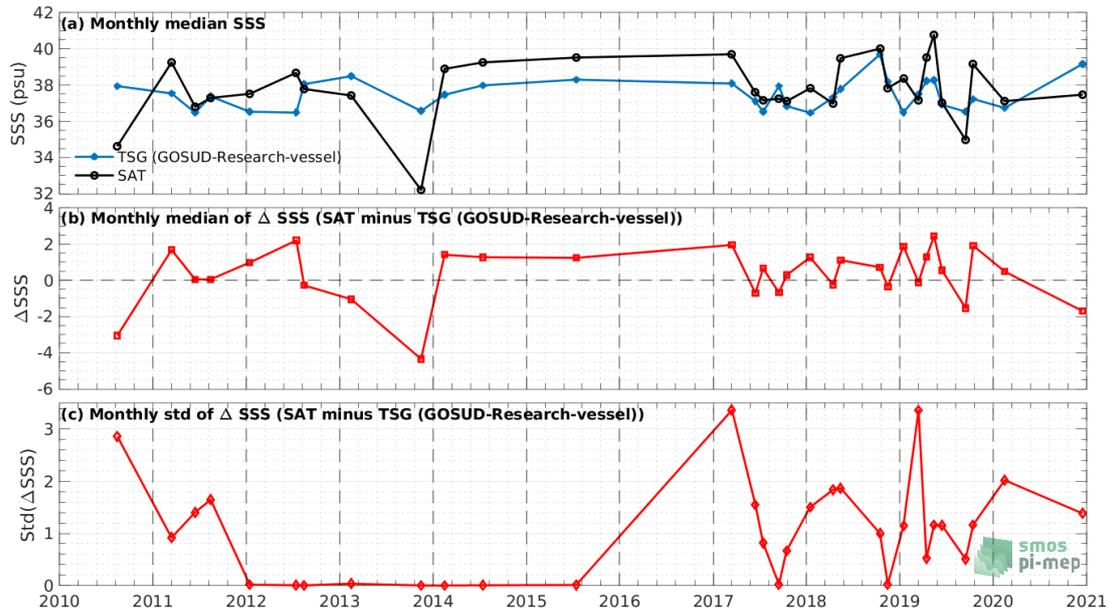 (a) Monthly median SSS
42
40
38
36
34
32
SSS (psu)
TSG (GOSUD-Research-vessel)
SAT
(b) Monthly median of Δ SSS (SAT minus TSG (GOSUD-Research-vessel))
4
2
0
-2
-4
-6
ΔSSS
(c) Monthly std of Δ SSS (SAT minus TSG (GOSUD-Research-vessel))
3
2
1
0
Std(ΔSSS)
smos
pi-mep
2010 2011 2012 2013 2014 2015 2016 2017 2018 2019 2020 2021